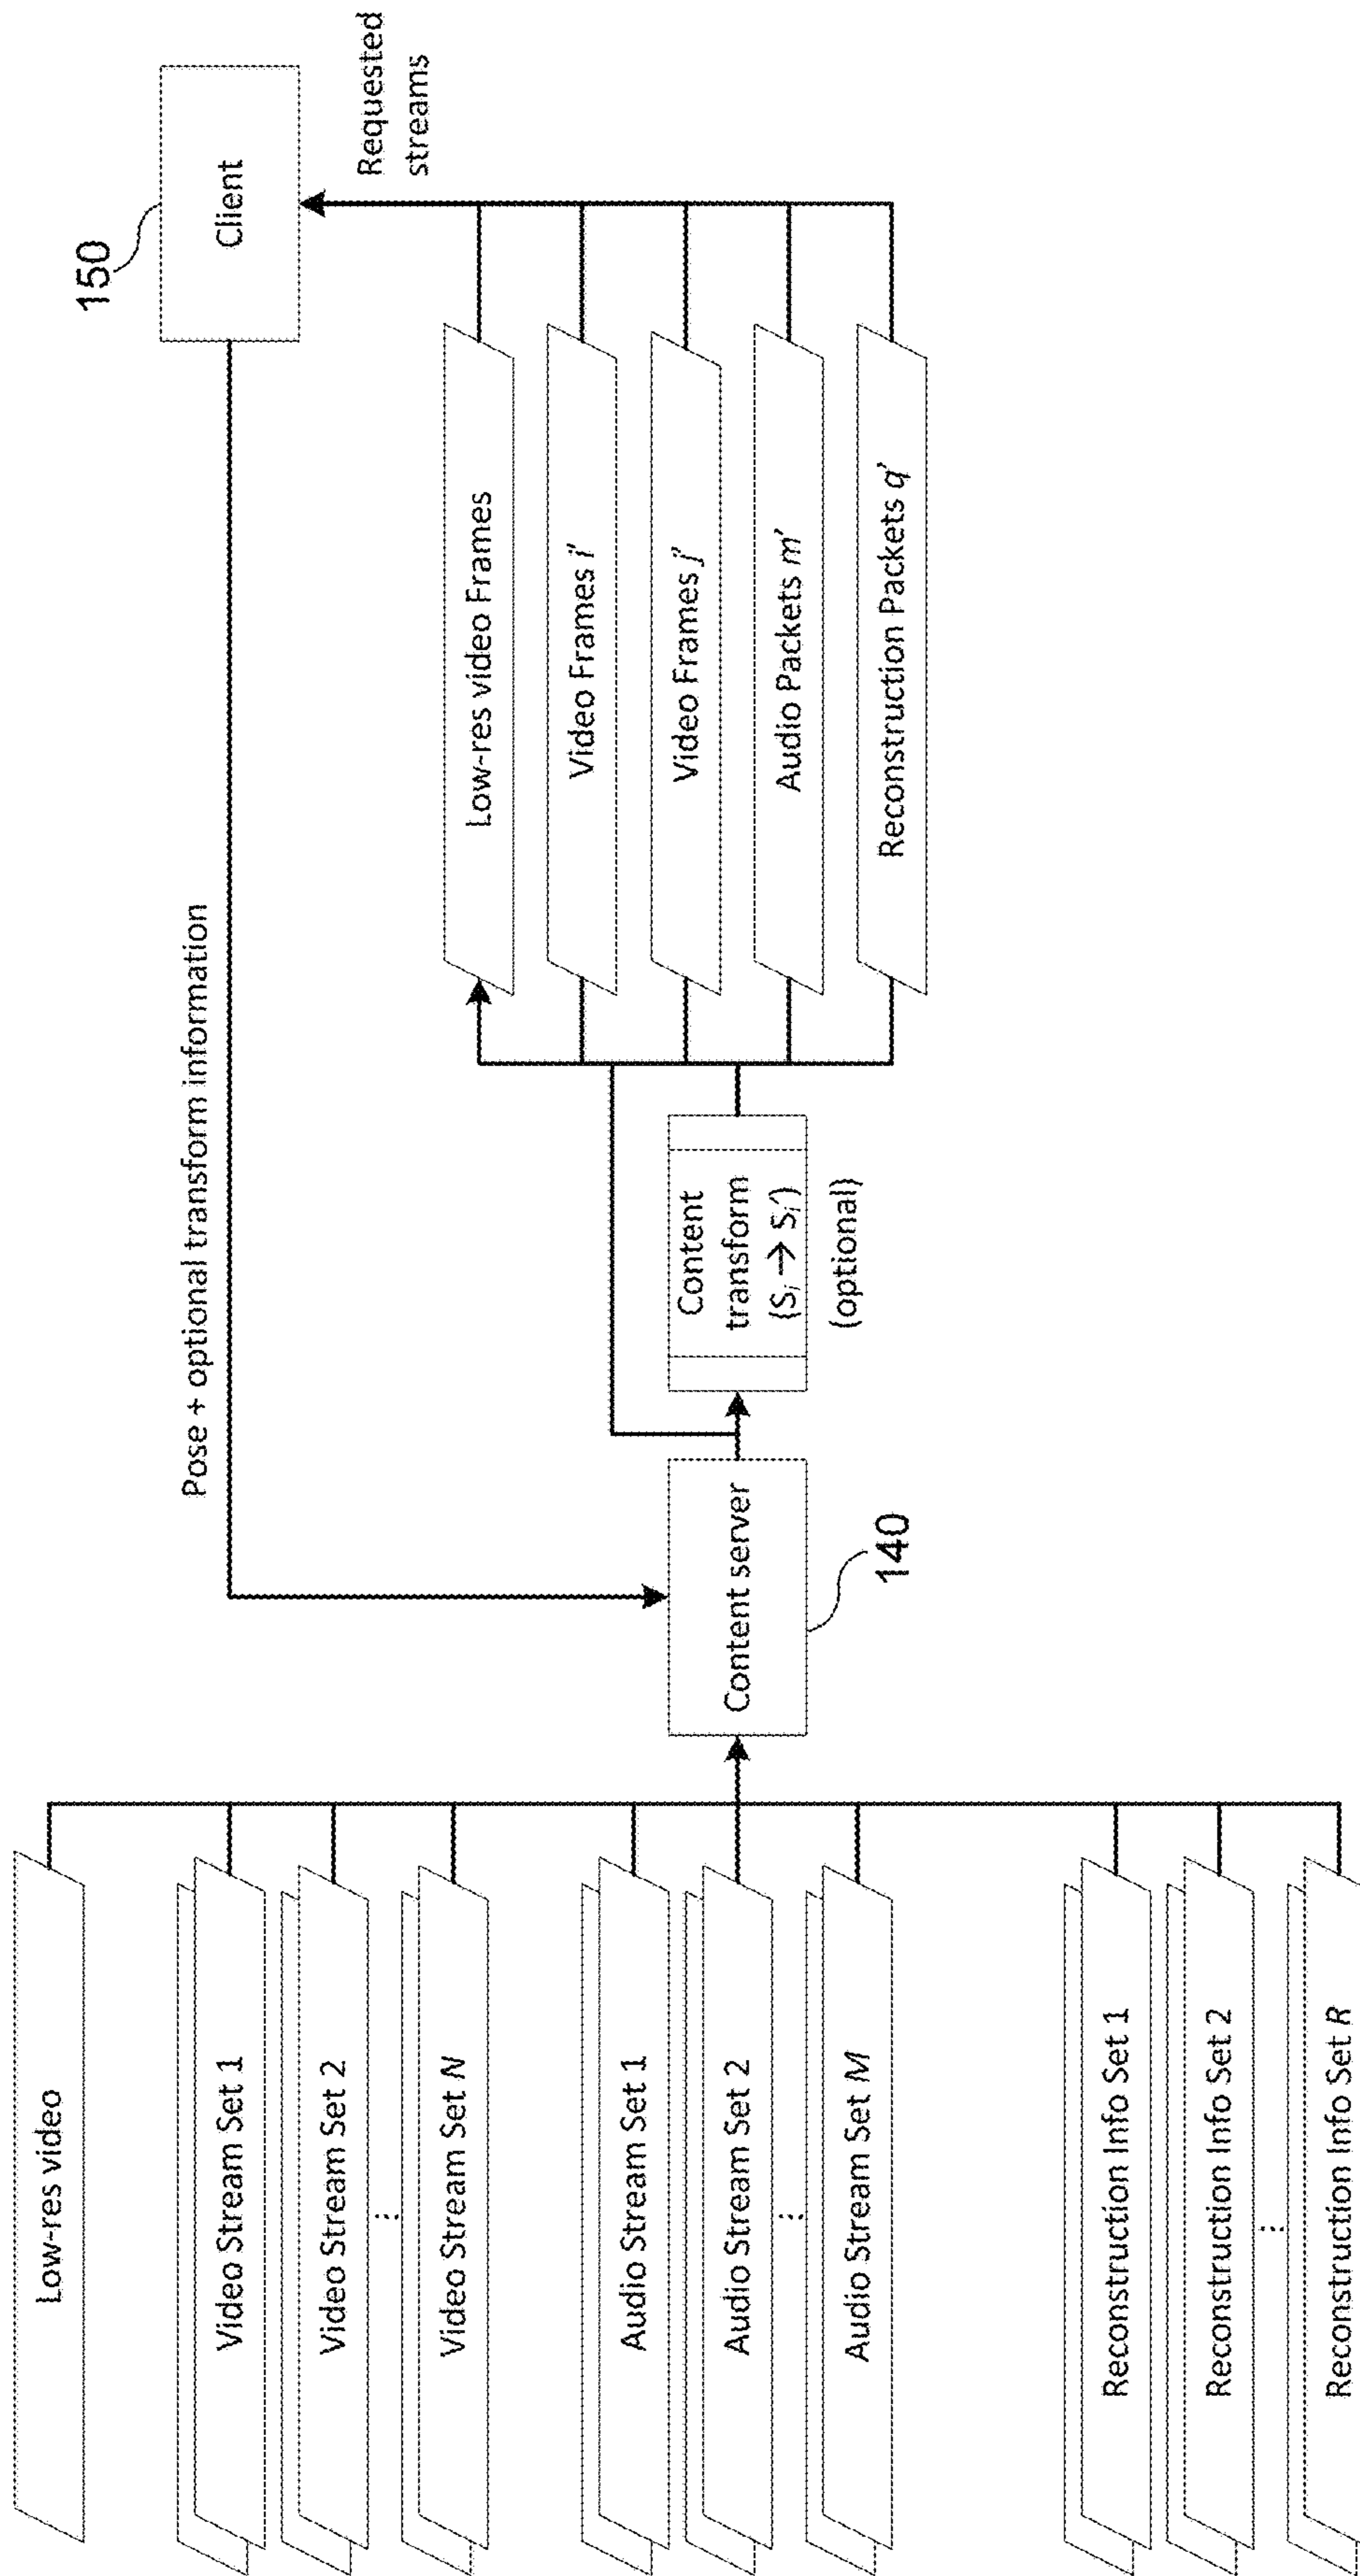 Low-res video
Video Stream Set 1
Video Stream Set 2
:
Video Stream Set N
Audio Stream Set 1
Audio Stream Set 2
:
Audio Stream Set M
Reconstruction Info Set 1
Reconstruction Info Set 2
:
Reconstruction Info Set R
Content server
140
Pose + optional transform information
Content
transform
(Si → Si′)
(optional)
Low-res video Frames
Video Frames i'
Video Frames j'
Audio Packets m'
Reconstruction Packets q'
150
Client
Requested
streams